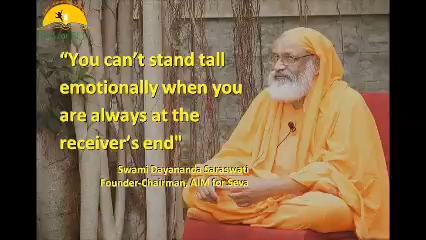 “You can’t stand tall
emotionally when you
are always at the
receiver’s end"
Swami Dayananda Saraswati
Founder-Chairman, AIM for Seva